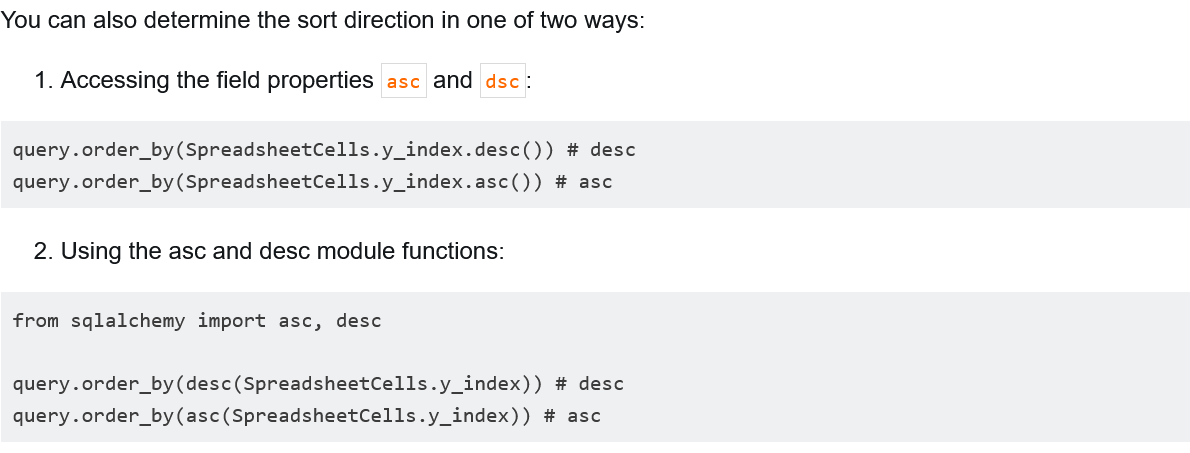 You can also determine the sort direction in one of two ways:
1. Accessing the field properties asc and dsc:
query.order_by(SpreadsheetCells.y_index.desc()) # desc
query.order_by(SpreadsheetCells.y_index.asc()) # asc
2. Using the asc and desc module functions:
from sqlalchemy import asc, desc
query.order_by(desc(SpreadsheetCells.y_index)) # desc
query.order_by(asc(SpreadsheetCells.y_index)) # asc